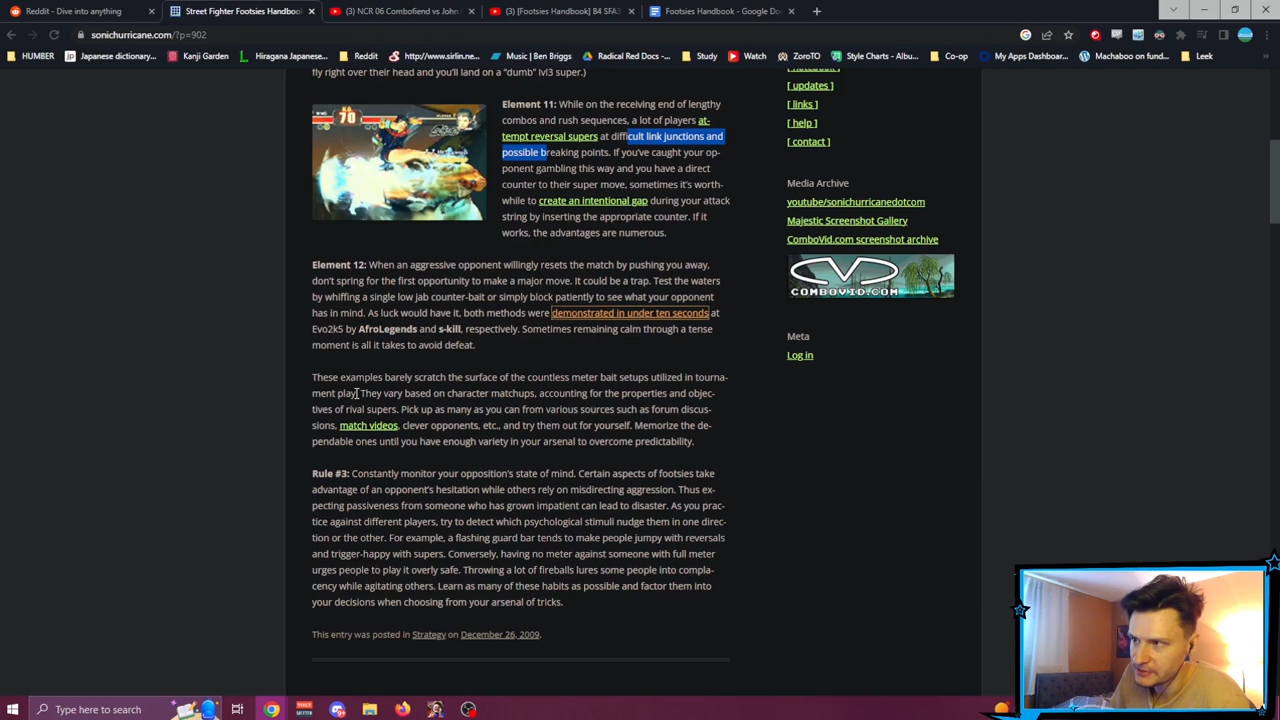 Reddit - Dive into anything
Street Fighter Footsies Handbook
(3) NCR 06 Combofiend vs John
(3) [Footsies Handbook] B4 SFA3
Footsies Handbook - Google Do
sonichurricane.com/?p=902
HUMBER
Japanese dictionary...
Kanji Garden
Hiragana Japanese...
Reddit
http://www.sirlin.ne...
Music | Ben Briggs
Radical Red Docs -...
Study
Watch
ZoroTO
Style Charts - Albu...
Co-op
My Apps Dashboar...
Machaboo on fund...
Leek
fly right over their head and you'll land on a "dumb" lvl3 super.)
70
Element 11: While on the receiving end of lengthy
combos and rush sequences, a lot of players at-
tempt reversal supers at difficult link junctions and
possible breaking points. If you've caught your op-
ponent gambling this way and you have a direct
counter to their super move, sometimes it's worth-
while to create an intentional gap during your attack
string by inserting the appropriate counter. If it
works, the advantages are numerous.
Element 12: When an aggressive opponent willingly resets the match by pushing you away,
don't spring for the first opportunity to make a major move. It could be a trap. Test the waters
by whiffing a single low jab counter-bait or simply block patiently to see what your opponent
has in mind. As luck would have it, both methods were demonstrated in under ten seconds at
Evo2k5 by AfroLegends and s-kill, respectively. Sometimes remaining calm through a tense
moment is all it takes to avoid defeat.
These examples barely scratch the surface of the countless meter bait setups utilized in tourna-
ment play. They vary based on character matchups, accounting for the properties and objec-
tives of rival supers. Pick up as many as you can from various sources such as forum discus-
sions, match videos, clever opponents, etc., and try them out for yourself. Memorize the de-
pendable ones until you have enough variety in your arsenal to overcome predictability.
Rule #3: Constantly monitor your opposition's state of mind. Certain aspects of footsies take
advantage of an opponent's hesitation while others rely on misdirecting aggression. Thus ex-
pecting passiveness from someone who has grown impatient can lead to disaster. As you prac-
tice against different players, try to detect which psychological stimuli nudge them in one direc-
tion or the other. For example, a flashing guard bar tends to make people jumpy with reversals
and trigger-happy with supers. Conversely, having no meter against someone with full meter
urges people to play it overly safe. Throwing a lot of fireballs lures some people into compla-
cency while agitating others. Learn as many of these habits as possible and factor them into
your decisions when choosing from your arsenal of tricks.
This entry was posted in Strategy on December 26, 2009.
[ updates ]
[ links ]
[ help ]
[ contact ]
Media Archive
youtube/sonichurricanedotcom
Majestic Screenshot Gallery
ComboVid.com screenshot archive
COMBOVID.COM
Meta
Log in
Type here to search